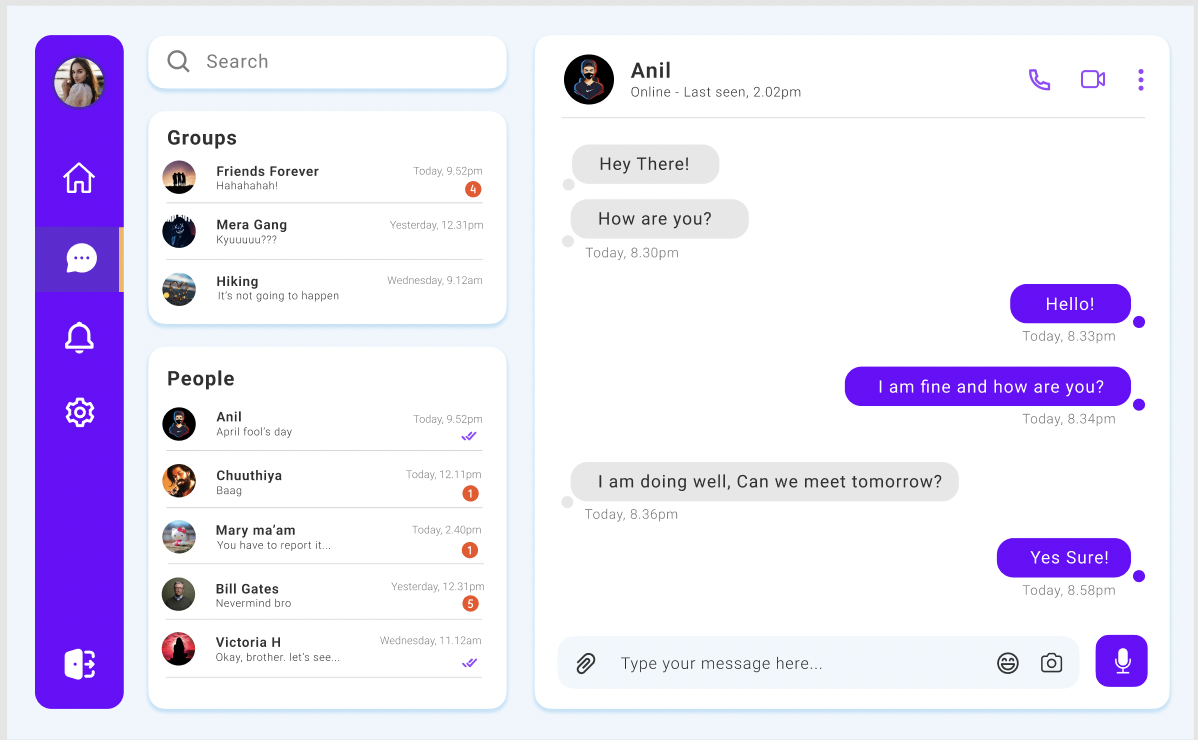 Search
Groups
Friends Forever
Today, 9.52pm
Hahahahah!
4
Mera Gang
Yesterday, 12.31pm
Kyuuuuu???
Hiking
Wednesday, 9.12am
It's not going to happen
People
Anil
Today, 9.52pm
April fool's day
Chuuthiya
Today, 12.11pm
Baag
1
Mary ma'am
Today, 2.40pm
You have to report it...
1
Bill Gates
Yesterday, 12.31pm
Nevermind bro
5
Victoria H
Wednesday, 11.12am
Okay, brother. let's see...
Anil
Online - Last seen, 2.02pm
Hey There!
How are you?
Today, 8.30pm
Hello!
Today, 8.33pm
I am fine and how are you?
Today, 8.34pm
I am doing well, Can we meet tomorrow?
Today, 8.36pm
Yes Sure!
Today, 8.58pm
Type your message here...